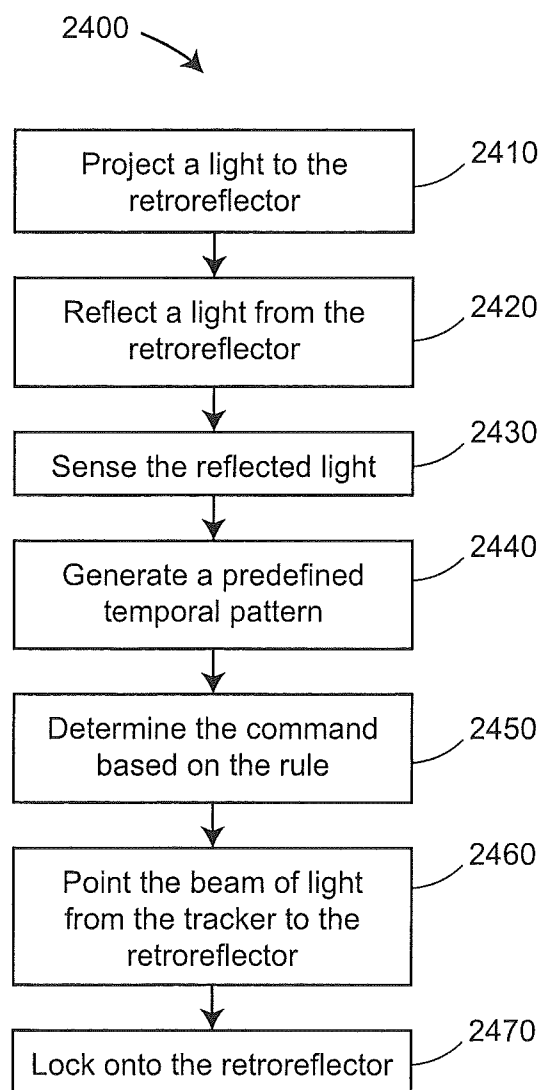 2400
Project a light to the
retroreflector
2410
Reflect a light from the
retroreflector
2420
Sense the reflected light
2430
Generate a predefined
temporal pattern
2440
Determine the command
based on the rule
2450
Point the beam of light
from the tracker to the
retroreflector
2460
Lock onto the retroreflector
2470